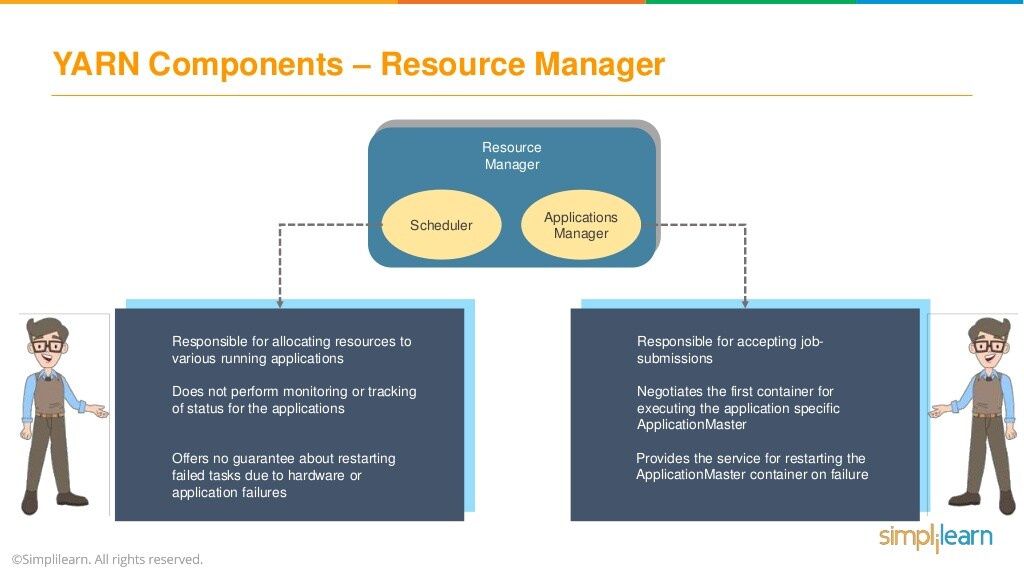 YARN Components – Resource Manager
Resource
Manager
Scheduler
Applications
Manager
Responsible for allocating resources to
various running applications
Does not perform monitoring or tracking
of status for the applications
Offers no guarantee about restarting
failed tasks due to hardware or
application failures
Responsible for accepting job-
submissions
Negotiates the first container for
executing the application specific
ApplicationMaster
Provides the service for restarting the
ApplicationMaster container on failure
simplilearn
©Simplilearn. All rights reserved.